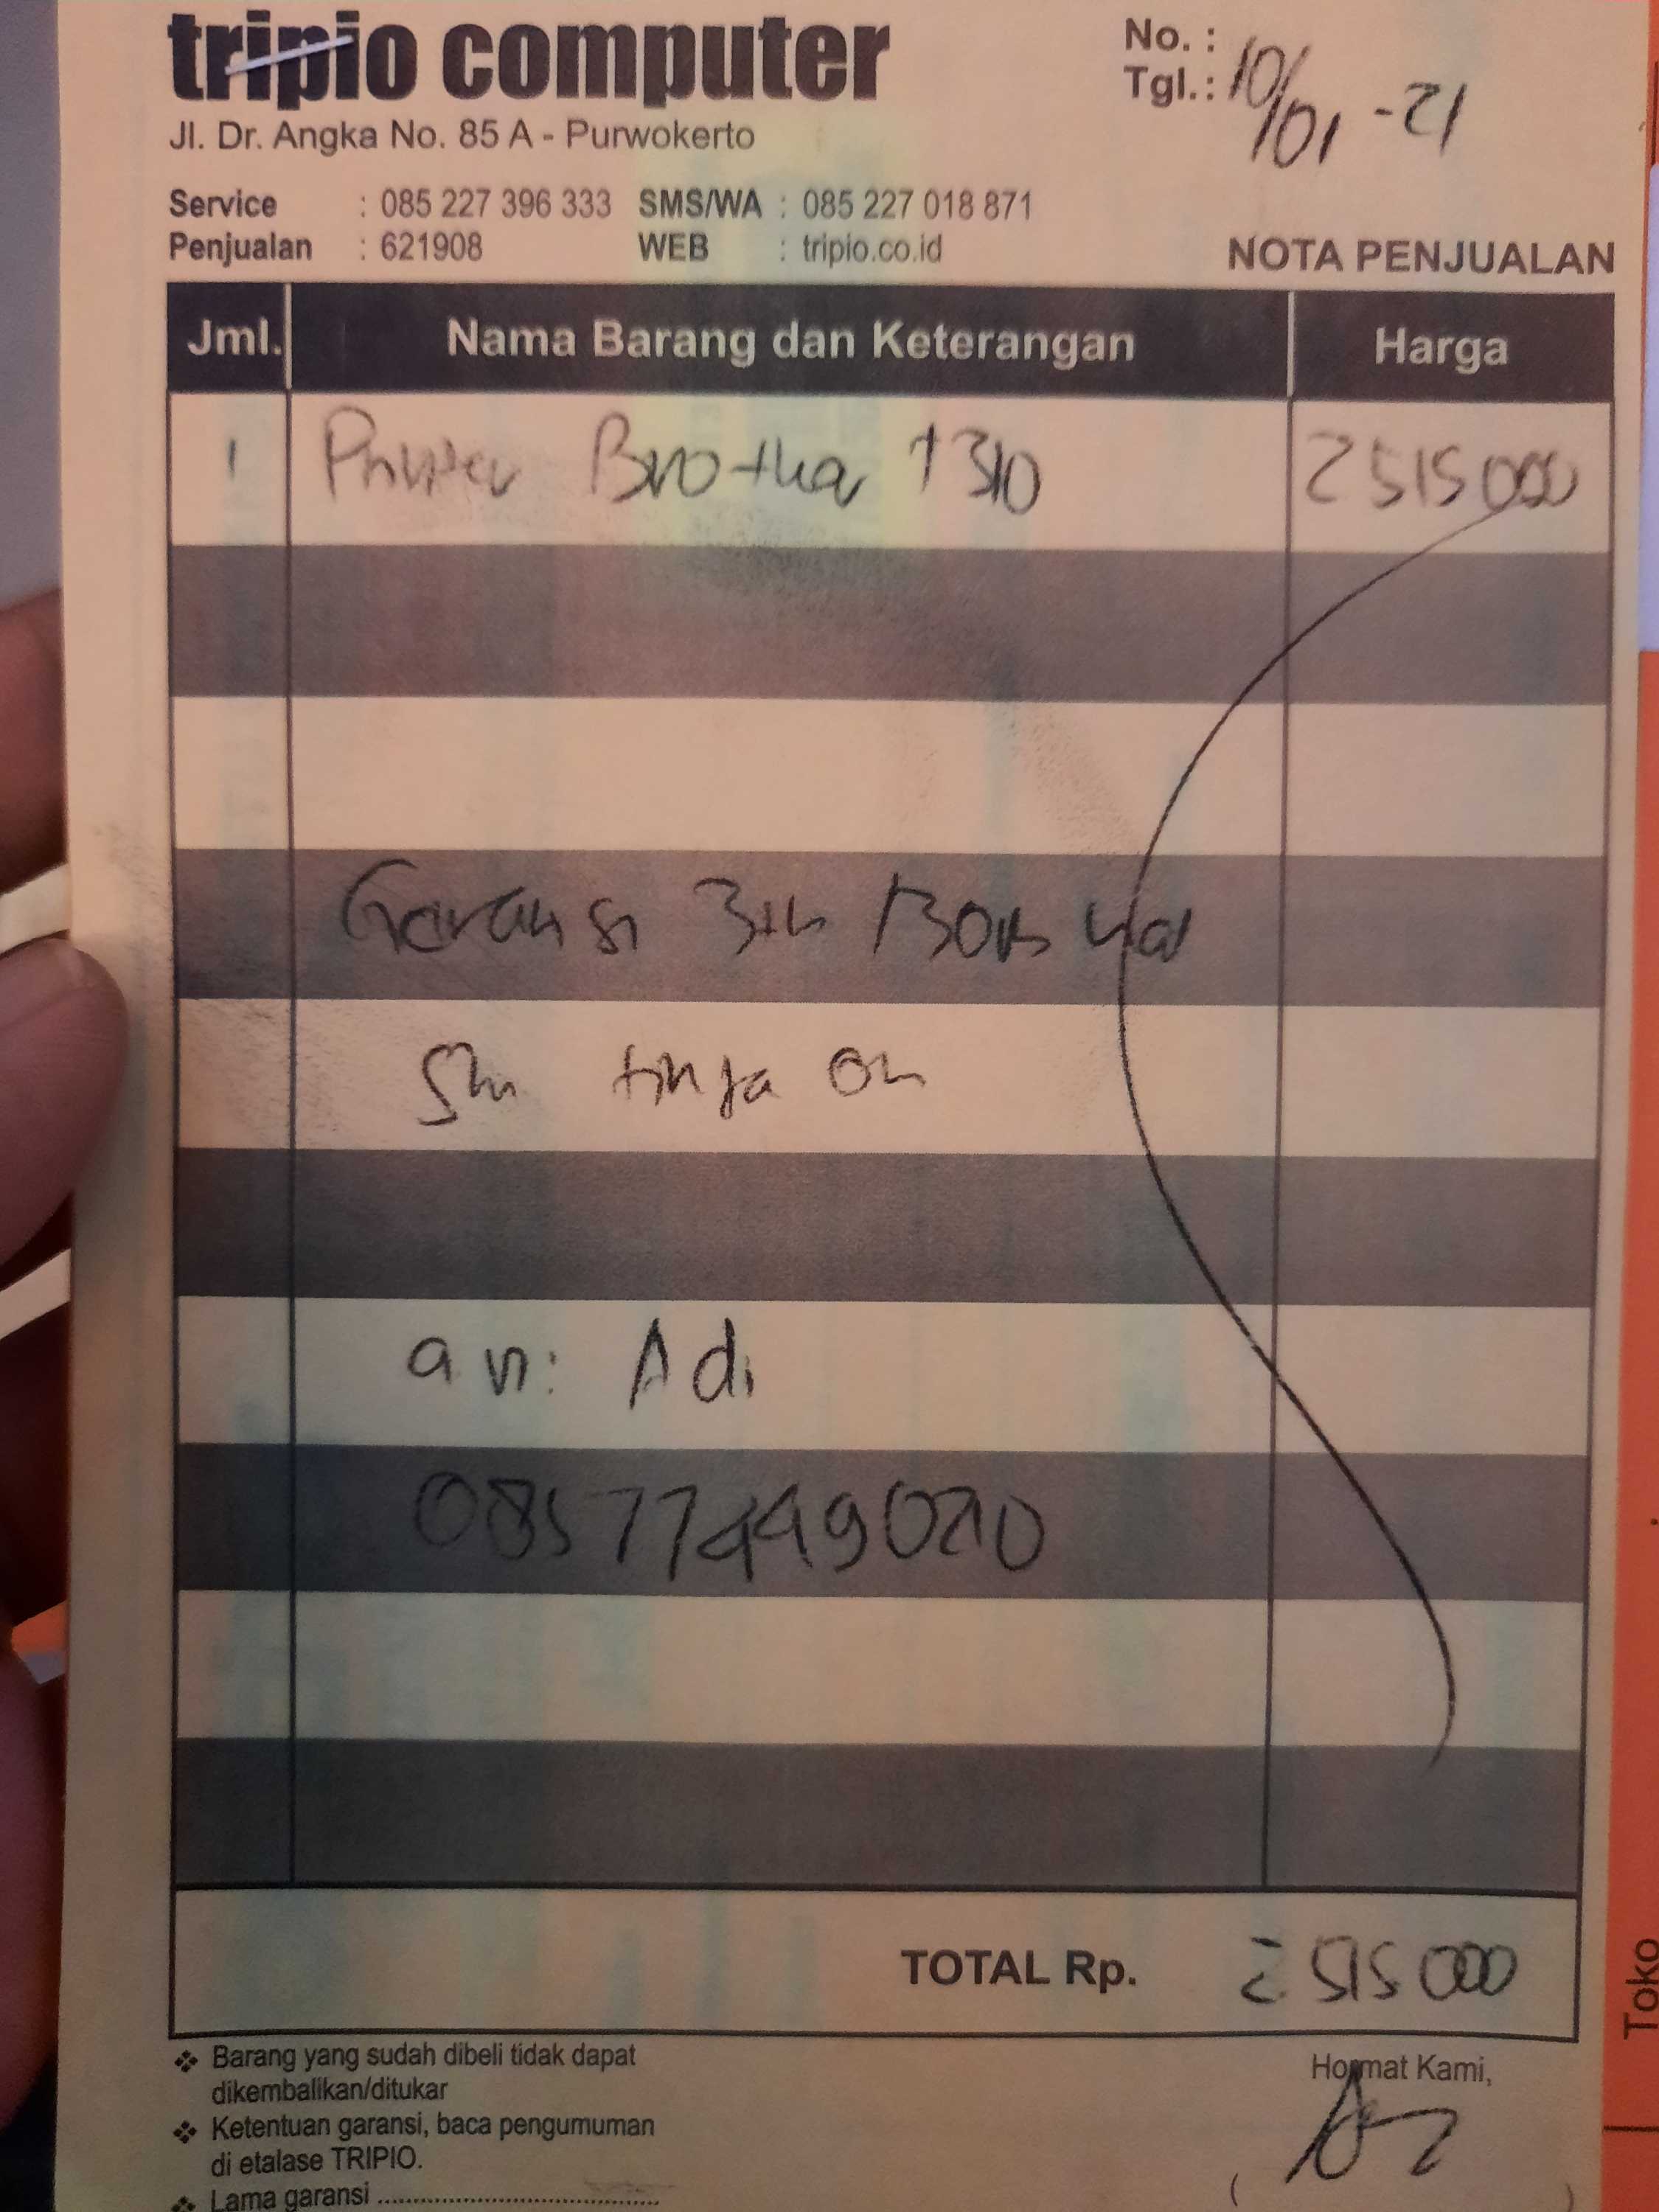 tripio computer
Jl. Dr. Angka No. 85 A - Purwokerto
No. :
Tgl.: 10/01 -21
Service : 085 227 396 333 SMS/WA : 085 227 018 871
Penjualan : 621908 WEB : tripio.co.id
NOTA PENJUALAN
Jml. Nama Barang dan Keterangan Harga
1 Printer Brother T310 2515000
Garansi 3th
an: Adi
TOTAL Rp. 2515000
❖ Barang yang sudah dibeli tidak dapat
dikembalikan/ditukar
❖ Ketentuan garansi, baca pengumuman
di etalase TRIPIO.
❖ Lama garansi ..........
Hormat Kami,
( )
Toko